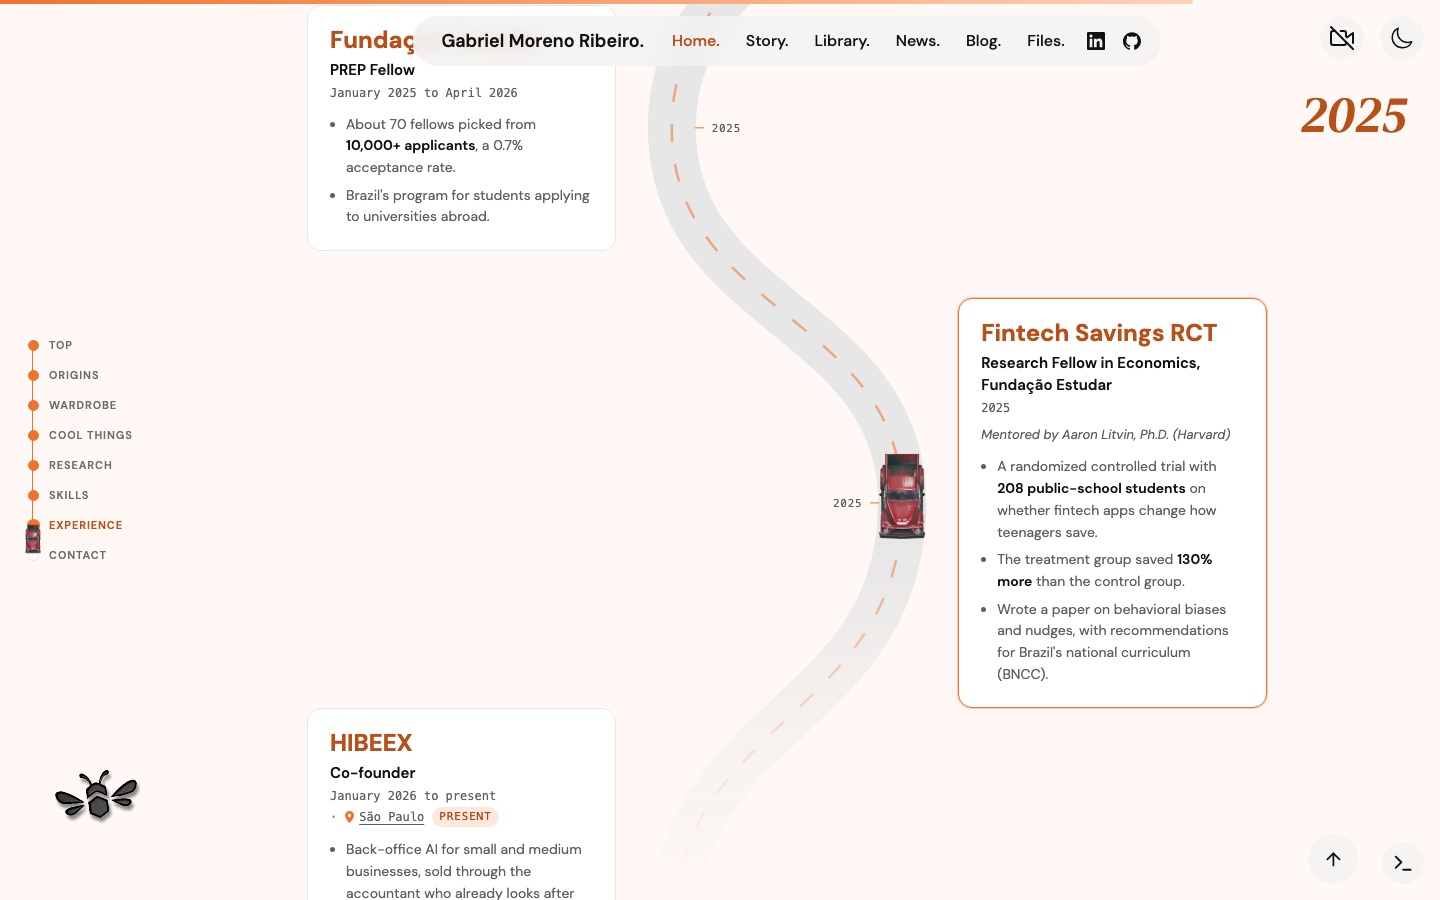 Gabriel Moreno Ribeiro.
Home.
Story.
Library.
News.
Blog.
Files.
2025
Fundaç
PREP Fellow
January 2025 to April 2026
About 70 fellows picked from
10,000+ applicants, a 0.7%
acceptance rate.
Brazil's program for students applying
to universities abroad.
2025
TOP
ORIGINS
WARDROBE
COOL THINGS
RESEARCH
SKILLS
EXPERIENCE
CONTACT
2025
Fintech Savings RCT
Research Fellow in Economics,
Fundação Estudar
2025
Mentored by Aaron Litvin, Ph.D. (Harvard)
A randomized controlled trial with
208 public-school students on
whether fintech apps change how
teenagers save.
The treatment group saved 130%
more than the control group.
Wrote a paper on behavioral biases
and nudges, with recommendations
for Brazil's national curriculum
(BNCC).
HIBEEX
Co-founder
January 2026 to present
· São Paulo PRESENT
Back-office AI for small and medium
businesses, sold through the
accountant who already looks after